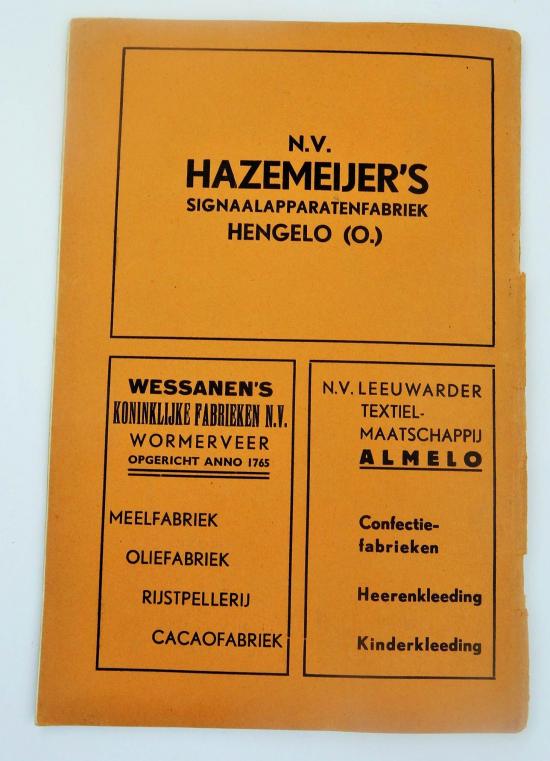 N.V.
HAZEMEIJER'S
SIGNAALAPPARATENFABRIEK
HENGELO (O.)
WESSANEN'S
KONINKLIJKE FABRIEKEN N.V.
WORMERVEER
OPGERICHT ANNO 1765
MEELFABRIEK
OLIEFABRIEK
RIJSTPELLERIJ
CACAOFABRIEK
N.V. LEEUWARDER
TEXTIEL-
MAATSCHAPPIJ
ALMELO
Confectie-
fabrieken
Heerenkleeding
Kinderkleeding